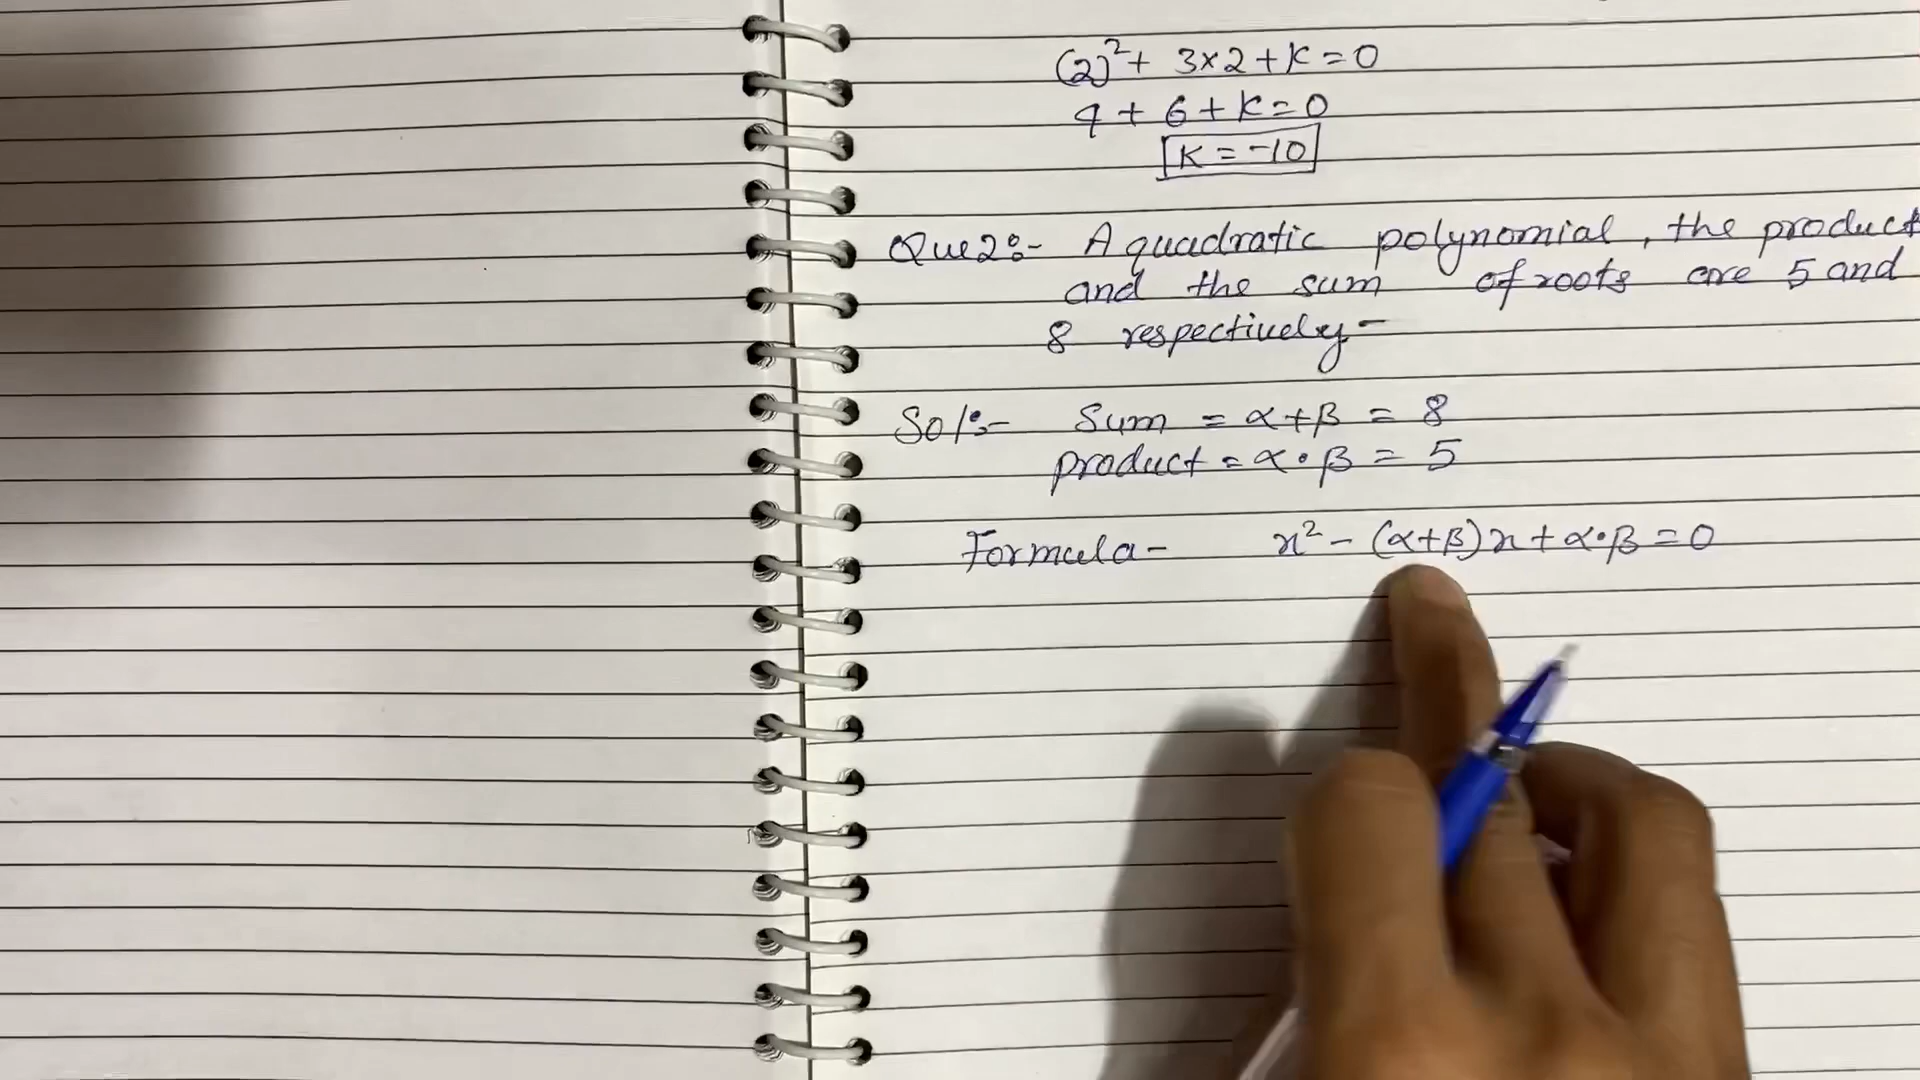 (2)² + 3×2 + K = 0
4 + 6 + K = 0
K = -10
Que2:- A quadratic polynomial, the product
and the sum of roots are 5 and
8 respectively-
Sol:- Sum = α+β = 8
product = α·β = 5
Formula- x² - (α+β)x + α·β = 0